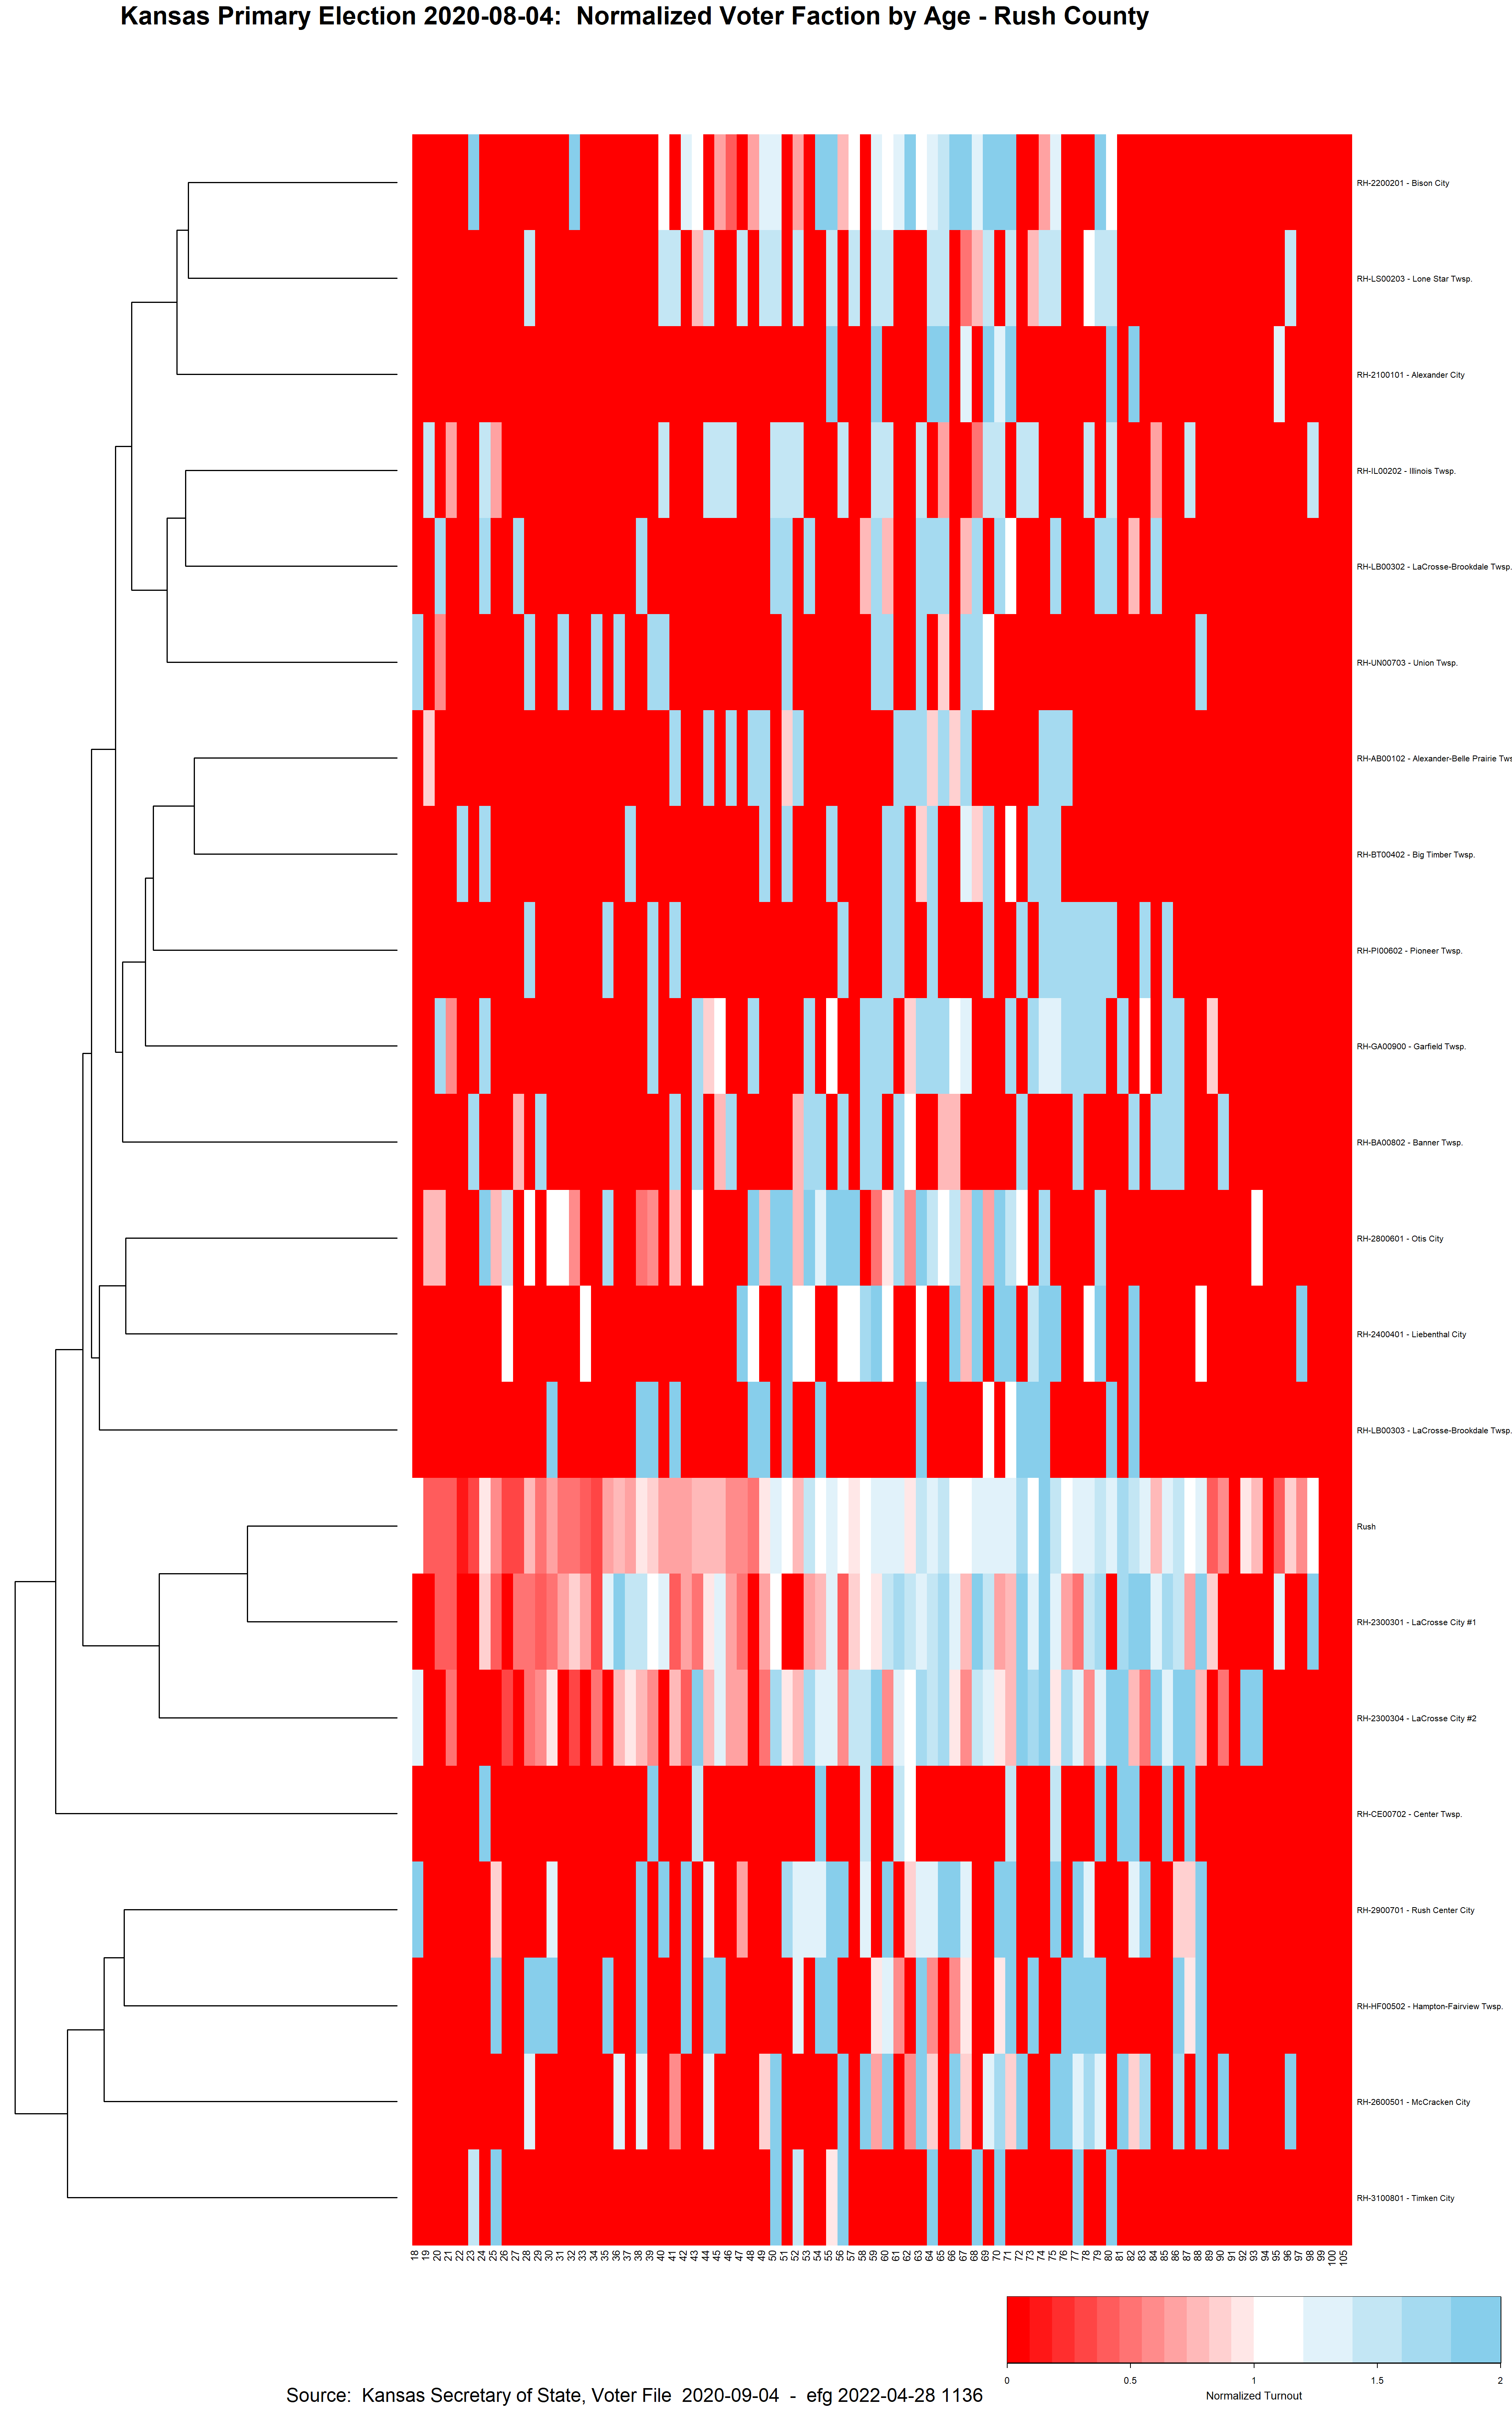 Kansas Primary Election 2020-08-04:  Normalized Voter Faction by Age - Rush County
RH-2200201 - Bison City
RH-LS00203 - Lone Star Twsp.
RH-2100101 - Alexander City
RH-IL00202 - Illinois Twsp.
RH-LB00302 - LaCrosse-Brookdale Twsp.
RH-UN00703 - Union Twsp.
RH-AB00102 - Alexander-Belle Prairie Tws
RH-BT00402 - Big Timber Twsp.
RH-PI00602 - Pioneer Twsp.
RH-GA00900 - Garfield Twsp.
RH-BA00802 - Banner Twsp.
RH-2800601 - Otis City
RH-2400401 - Liebenthal City
RH-LB00303 - LaCrosse-Brookdale Twsp.
Rush
RH-2300301 - LaCrosse City #1
RH-2300304 - LaCrosse City #2
RH-CE00702 - Center Twsp.
RH-2900701 - Rush Center City
RH-HF00502 - Hampton-Fairview Twsp.
RH-2600501 - McCracken City
RH-3100801 - Timken City
18 19 20 21 22 23 24 25 26 27 28 29 30 31 32 33 34 35 36 37 38 39 40 41 42 43 44 45 46 47 48 49 50 51 52 53 54 55 56 57 58 59 60 61 62 63 64 65 66 67 68 69 70 71 72 73 74 75 76 77 78 79 80 81 82 83 84 85 86 87 88 89 90 91 92 93 94 95 96 97 98 99 100 105
0 0.5 1 1.5 2
Normalized Turnout
Source:  Kansas Secretary of State, Voter File  2020-09-04  -  efg 2022-04-28 1136